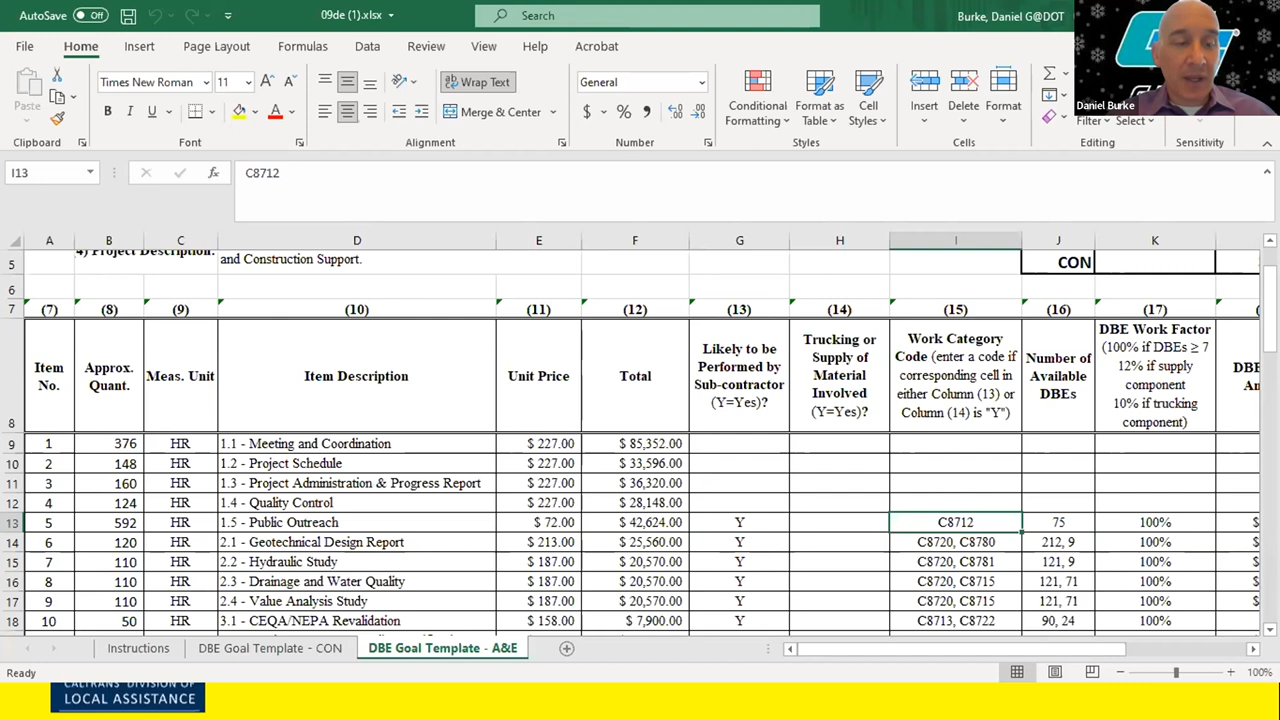 AutoSave Off 09de (1).xlsx Search Burke, Daniel G@DOT
File Home Insert Page Layout Formulas Data Review View Help Acrobat
Times New Roman 11 Wrap Text General
Paste B I U Merge & Center $ % Conditional Formatting Format as Table Cell Styles Insert Delete Format Filter Select
Daniel Burke
Clipboard Font Alignment Number Styles Cells Editing Sensitivity
I13 fx C8712
A B C D E F G H I J K
5 4) Project Description: and Construction Support. CON
6
7 (7) (8) (9) (10) (11) (12) (13) (14) (15) (16) (17)
8 Item No. Approx. Quant. Meas. Unit Item Description Unit Price Total Likely to be Performed by Sub-contractor (Y=Yes)? Trucking or Supply of Material Involved (Y=Yes)? Work Category Code (enter a code if corresponding cell in either Column (13) or Column (14) is "Y") Number of Available DBEs DBE Work Factor (100% if DBEs ≥ 7 12% if supply component 10% if trucking component) DBE
9 1 376 HR 1.1 - Meeting and Coordination $ 227.00 $ 85,352.00
10 2 148 HR 1.2 - Project Schedule $ 227.00 $ 33,596.00
11 3 160 HR 1.3 - Project Administration & Progress Report $ 227.00 $ 36,320.00
12 4 124 HR 1.4 - Quality Control $ 227.00 $ 28,148.00
13 5 592 HR 1.5 - Public Outreach $ 72.00 $ 42,624.00 Y C8712 75 100% $
14 6 120 HR 2.1 - Geotechnical Design Report $ 213.00 $ 25,560.00 Y C8720, C8780 212, 9 100% $
15 7 110 HR 2.2 - Hydraulic Study $ 187.00 $ 20,570.00 Y C8720, C8781 121, 9 100% $
16 8 110 HR 2.3 - Drainage and Water Quality $ 187.00 $ 20,570.00 Y C8720, C8715 121, 71 100% $
17 9 110 HR 2.4 - Value Analysis Study $ 187.00 $ 20,570.00 Y C8720, C8715 121, 71 100% $
18 10 50 HR 3.1 - CEQA/NEPA Revalidation $ 158.00 $ 7,900.00 Y C8713, C8722 90, 24 100% $
Instructions DBE Goal Template - CON DBE Goal Template - A&E
Ready 100%
CALTRANS' DIVISION OF
LOCAL ASSISTANCE